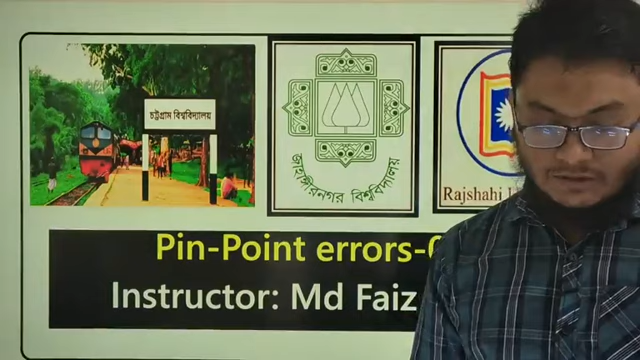 চট্টগ্রাম বিশ্ববিদ্যালয়
জাহাঙ্গীরনগর বিশ্ববিদ্যালয়
Rajshahi
Pin-Point errors-
Instructor: Md Faiz